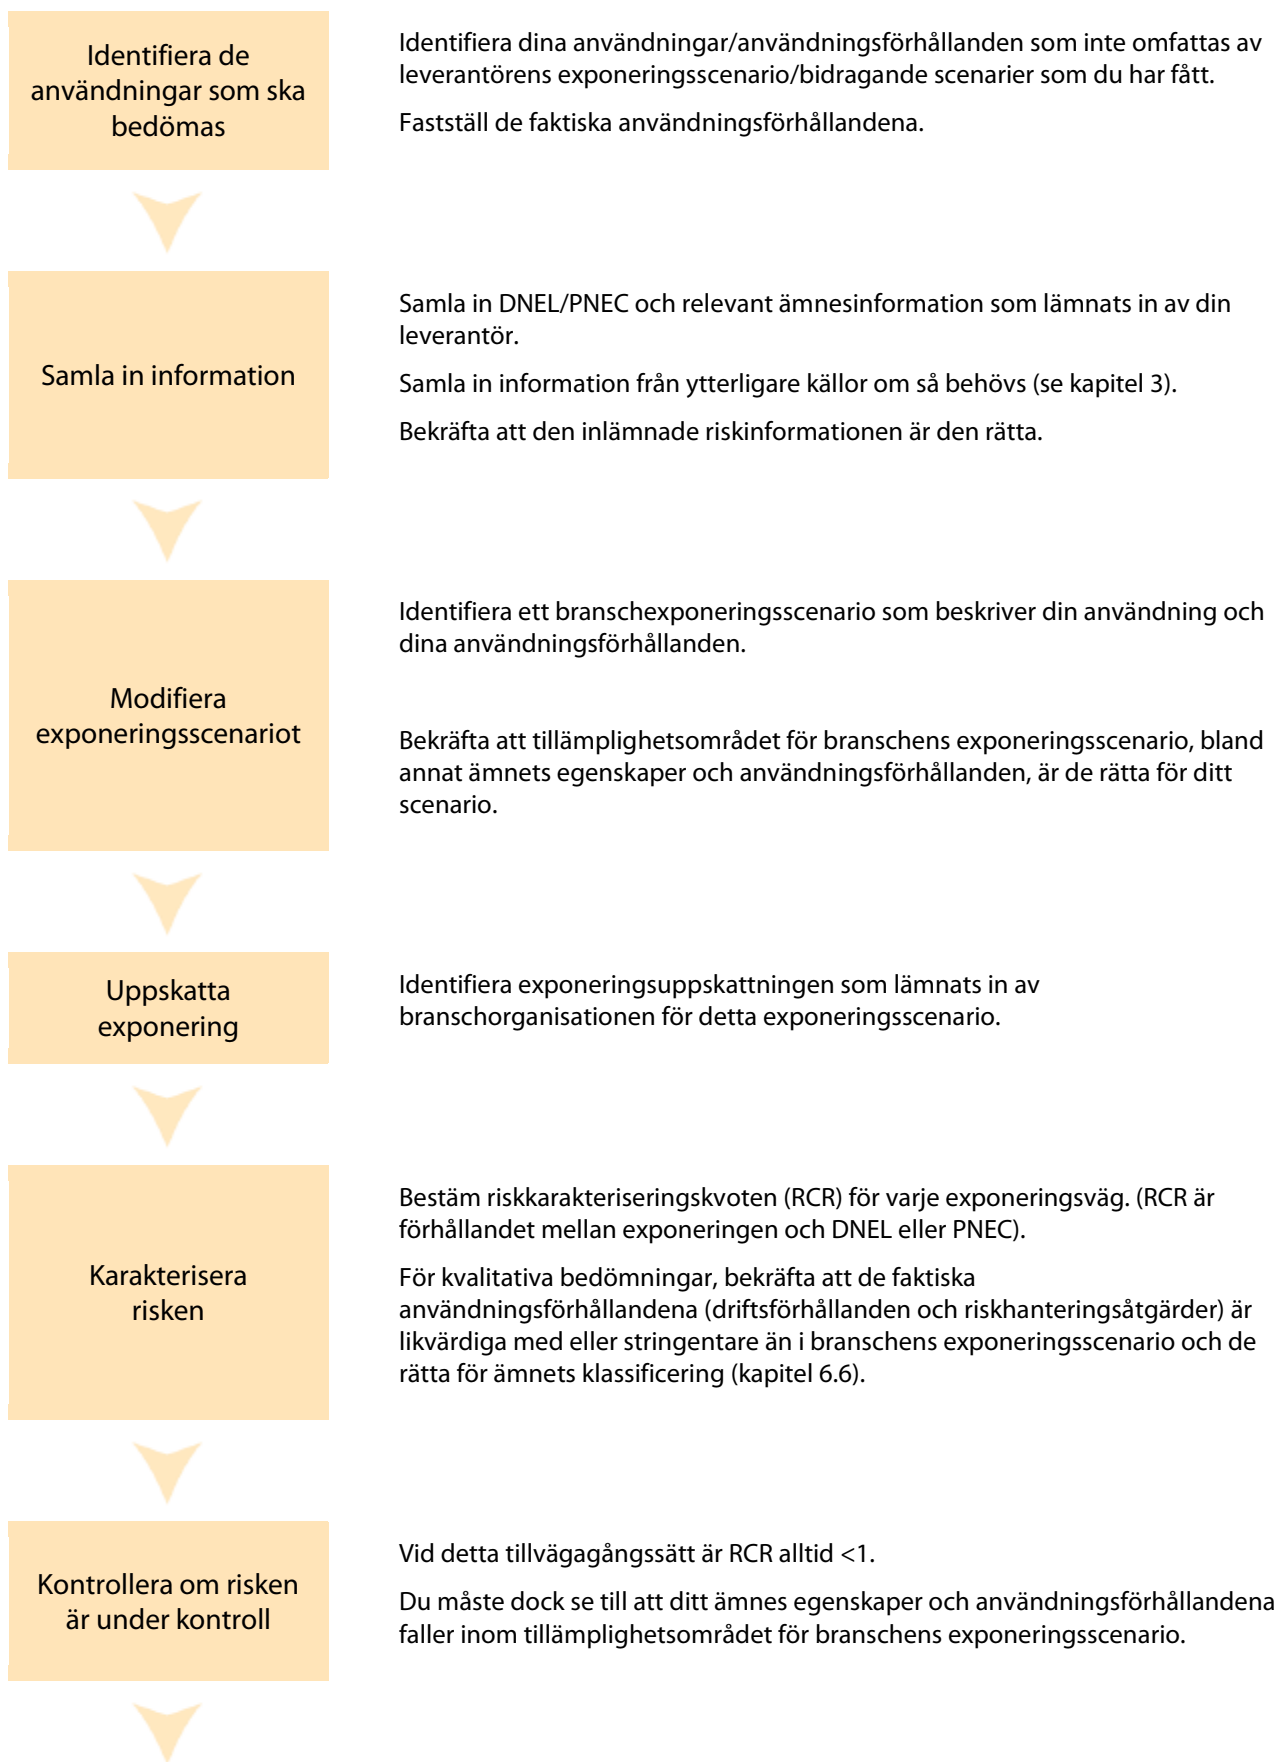 Identifiera de
användningar som ska
bedömas
Identifiera dina användningar/användningsförhållanden som inte omfattas av
leverantörens exponeringsscenario/bidragande scenarier som du har fått.
Fastställ de faktiska användningsförhållandena.
Samla in information
Samla in DNEL/PNEC och relevant ämnesinformation som lämnats in av din
leverantör.
Samla in information från ytterligare källor om så behövs (se kapitel 3).
Bekräfta att den inlämnade riskinformationen är den rätta.
Modifiera
exponeringsscenariot
Identifiera ett branschexponeringsscenario som beskriver din användning och
dina användningsförhållanden.
Bekräfta att tillämplighetsområdet för branschens exponeringsscenario, bland
annat ämnets egenskaper och användningsförhållanden, är de rätta för ditt
scenario.
Uppskatta
exponering
Identifiera exponeringsuppskattningen som lämnats in av
branschorganisationen för detta exponeringsscenario.
Karakterisera
risken
Bestäm riskkarakteriseringskvoten (RCR) för varje exponeringsväg. (RCR är
förhållandet mellan exponeringen och DNEL eller PNEC).
För kvalitativa bedömningar, bekräfta att de faktiska
användningsförhållandena (driftsförhållanden och riskhanteringsåtgärder) är
likvärdiga med eller stringentare än i branschens exponeringsscenario och de
rätta för ämnets klassificering (kapitel 6.6).
Kontrollera om risken
är under kontroll
Vid detta tillvägagångssätt är RCR alltid <1.
Du måste dock se till att ditt ämnes egenskaper och användningsförhållandena
faller inom tillämplighetsområdet för branschens exponeringsscenario.